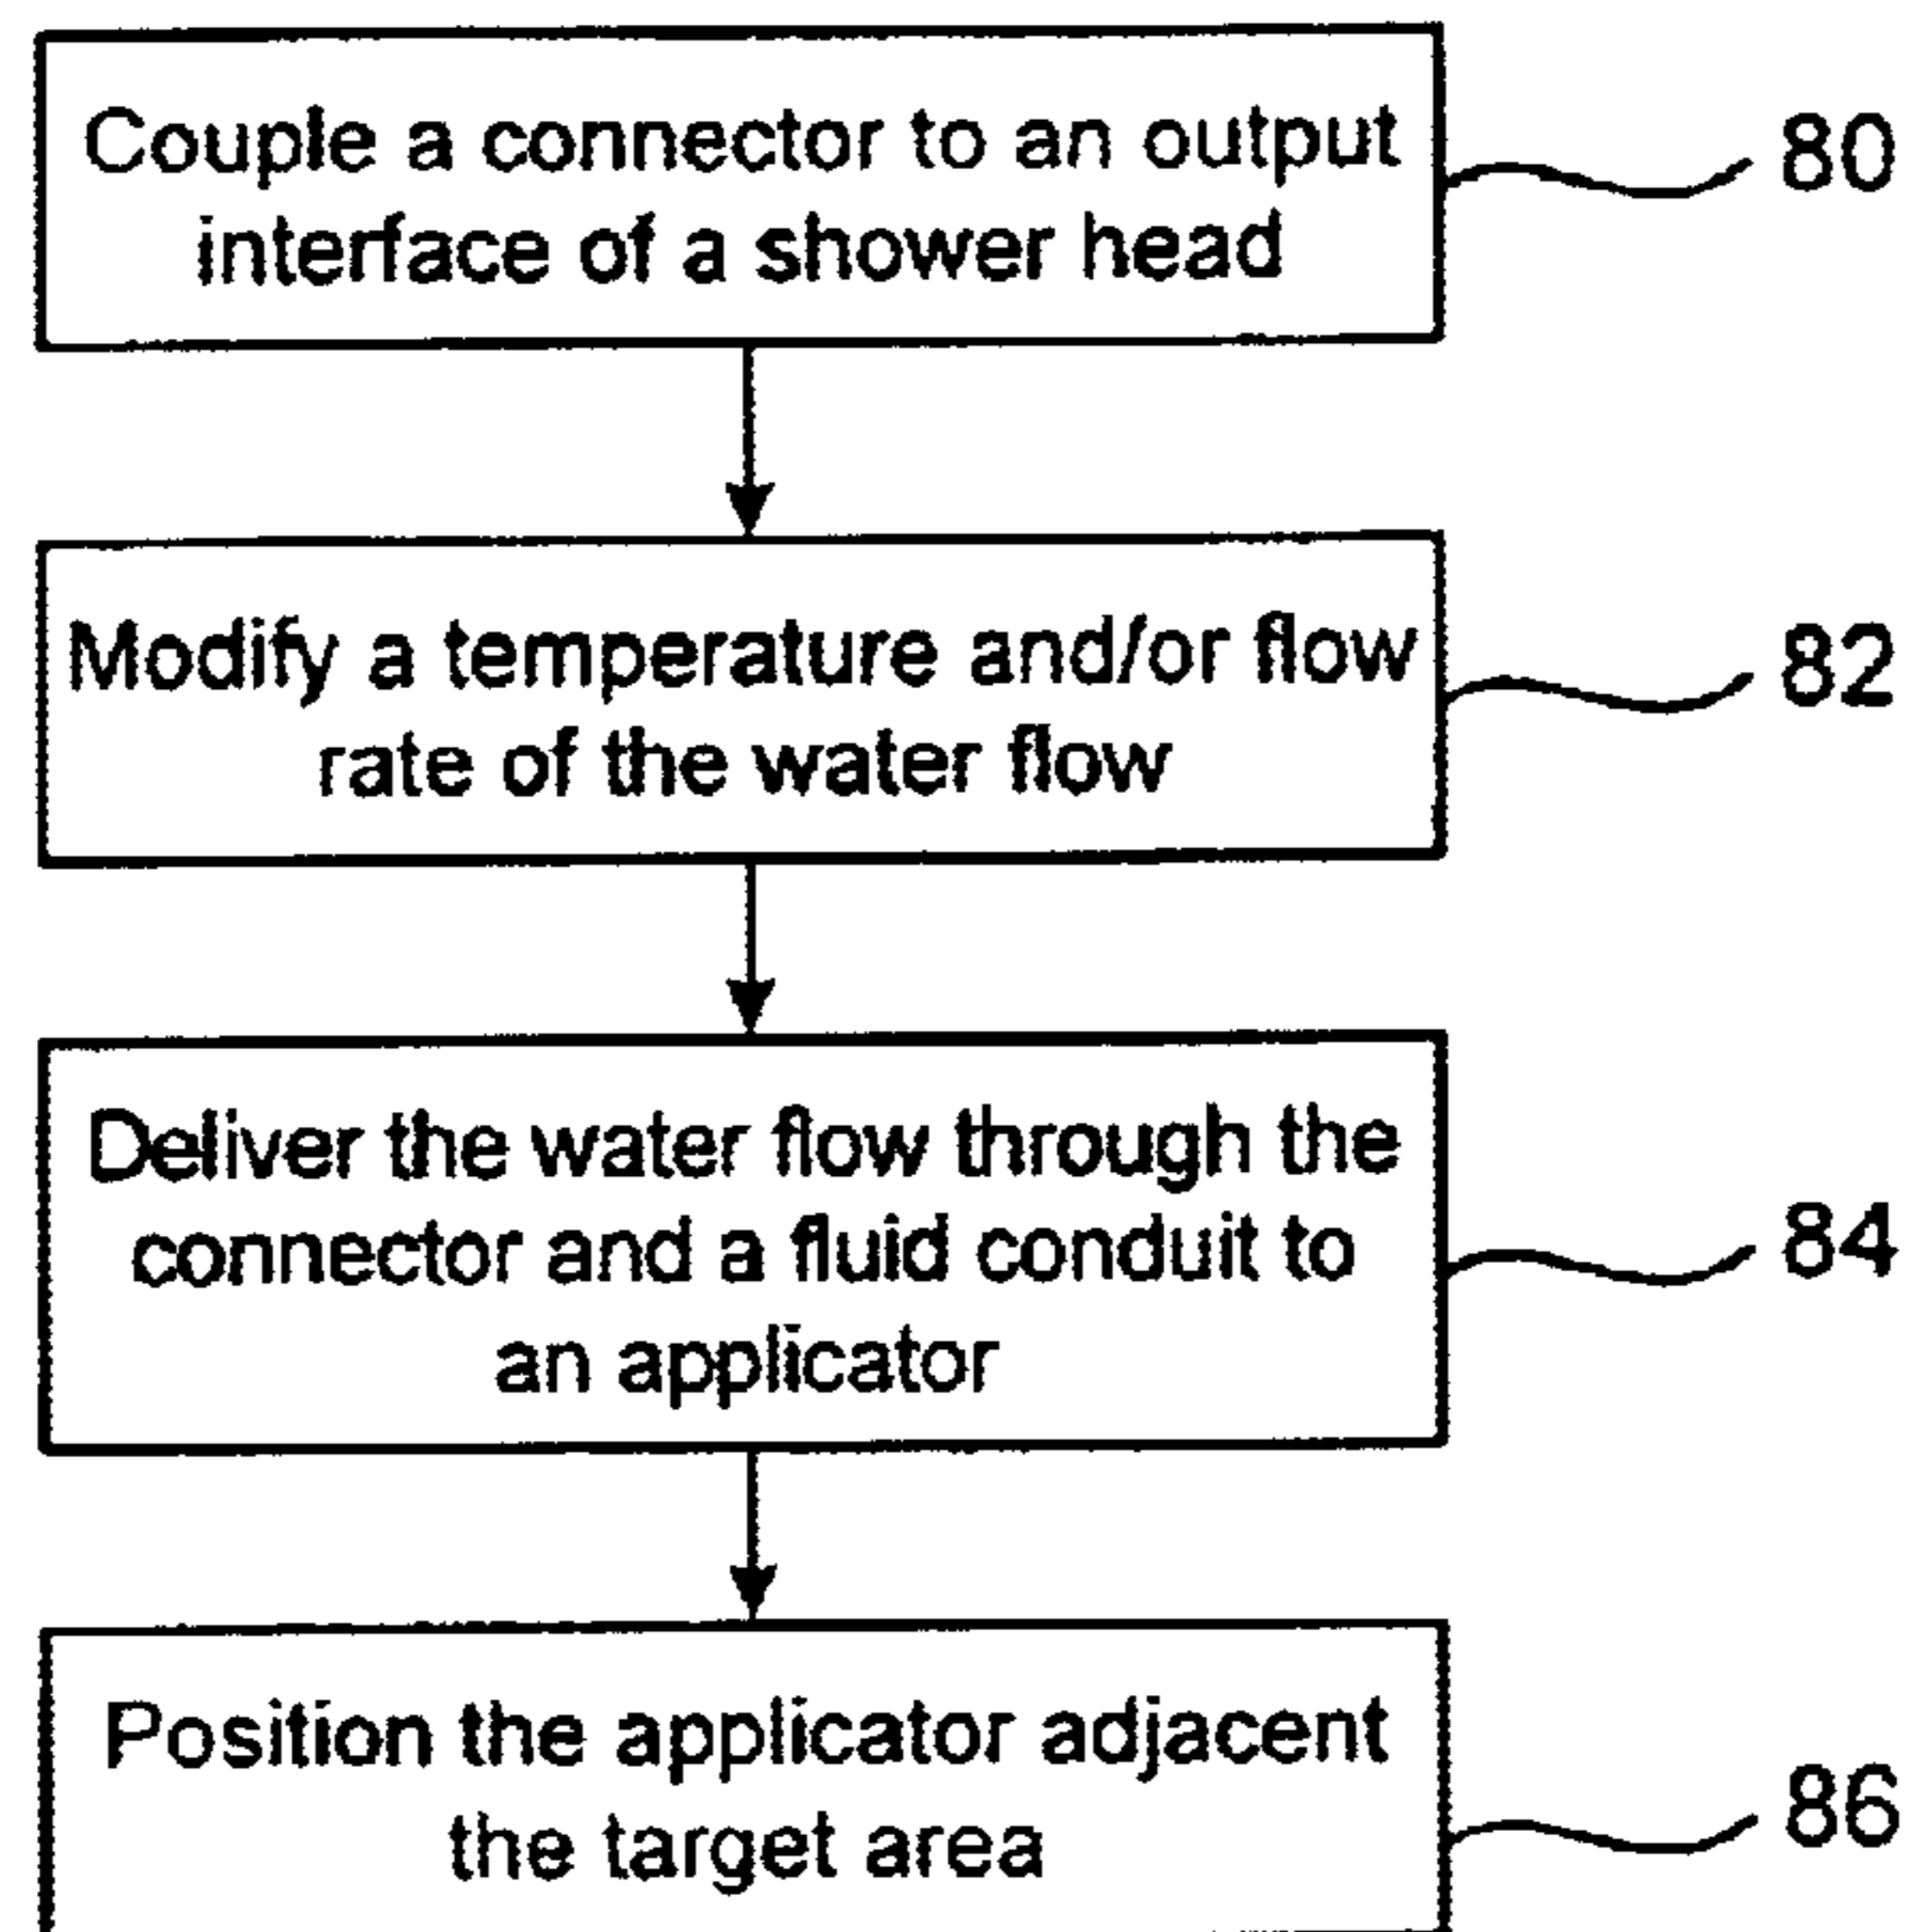 Couple a connector to an output
interface of a shower head
80
Modify a temperature and/or flow
rate of the water flow
82
Deliver the water flow through the
connector and a fluid conduit to
an applicator
84
Position the applicator adjacent
the target area
86